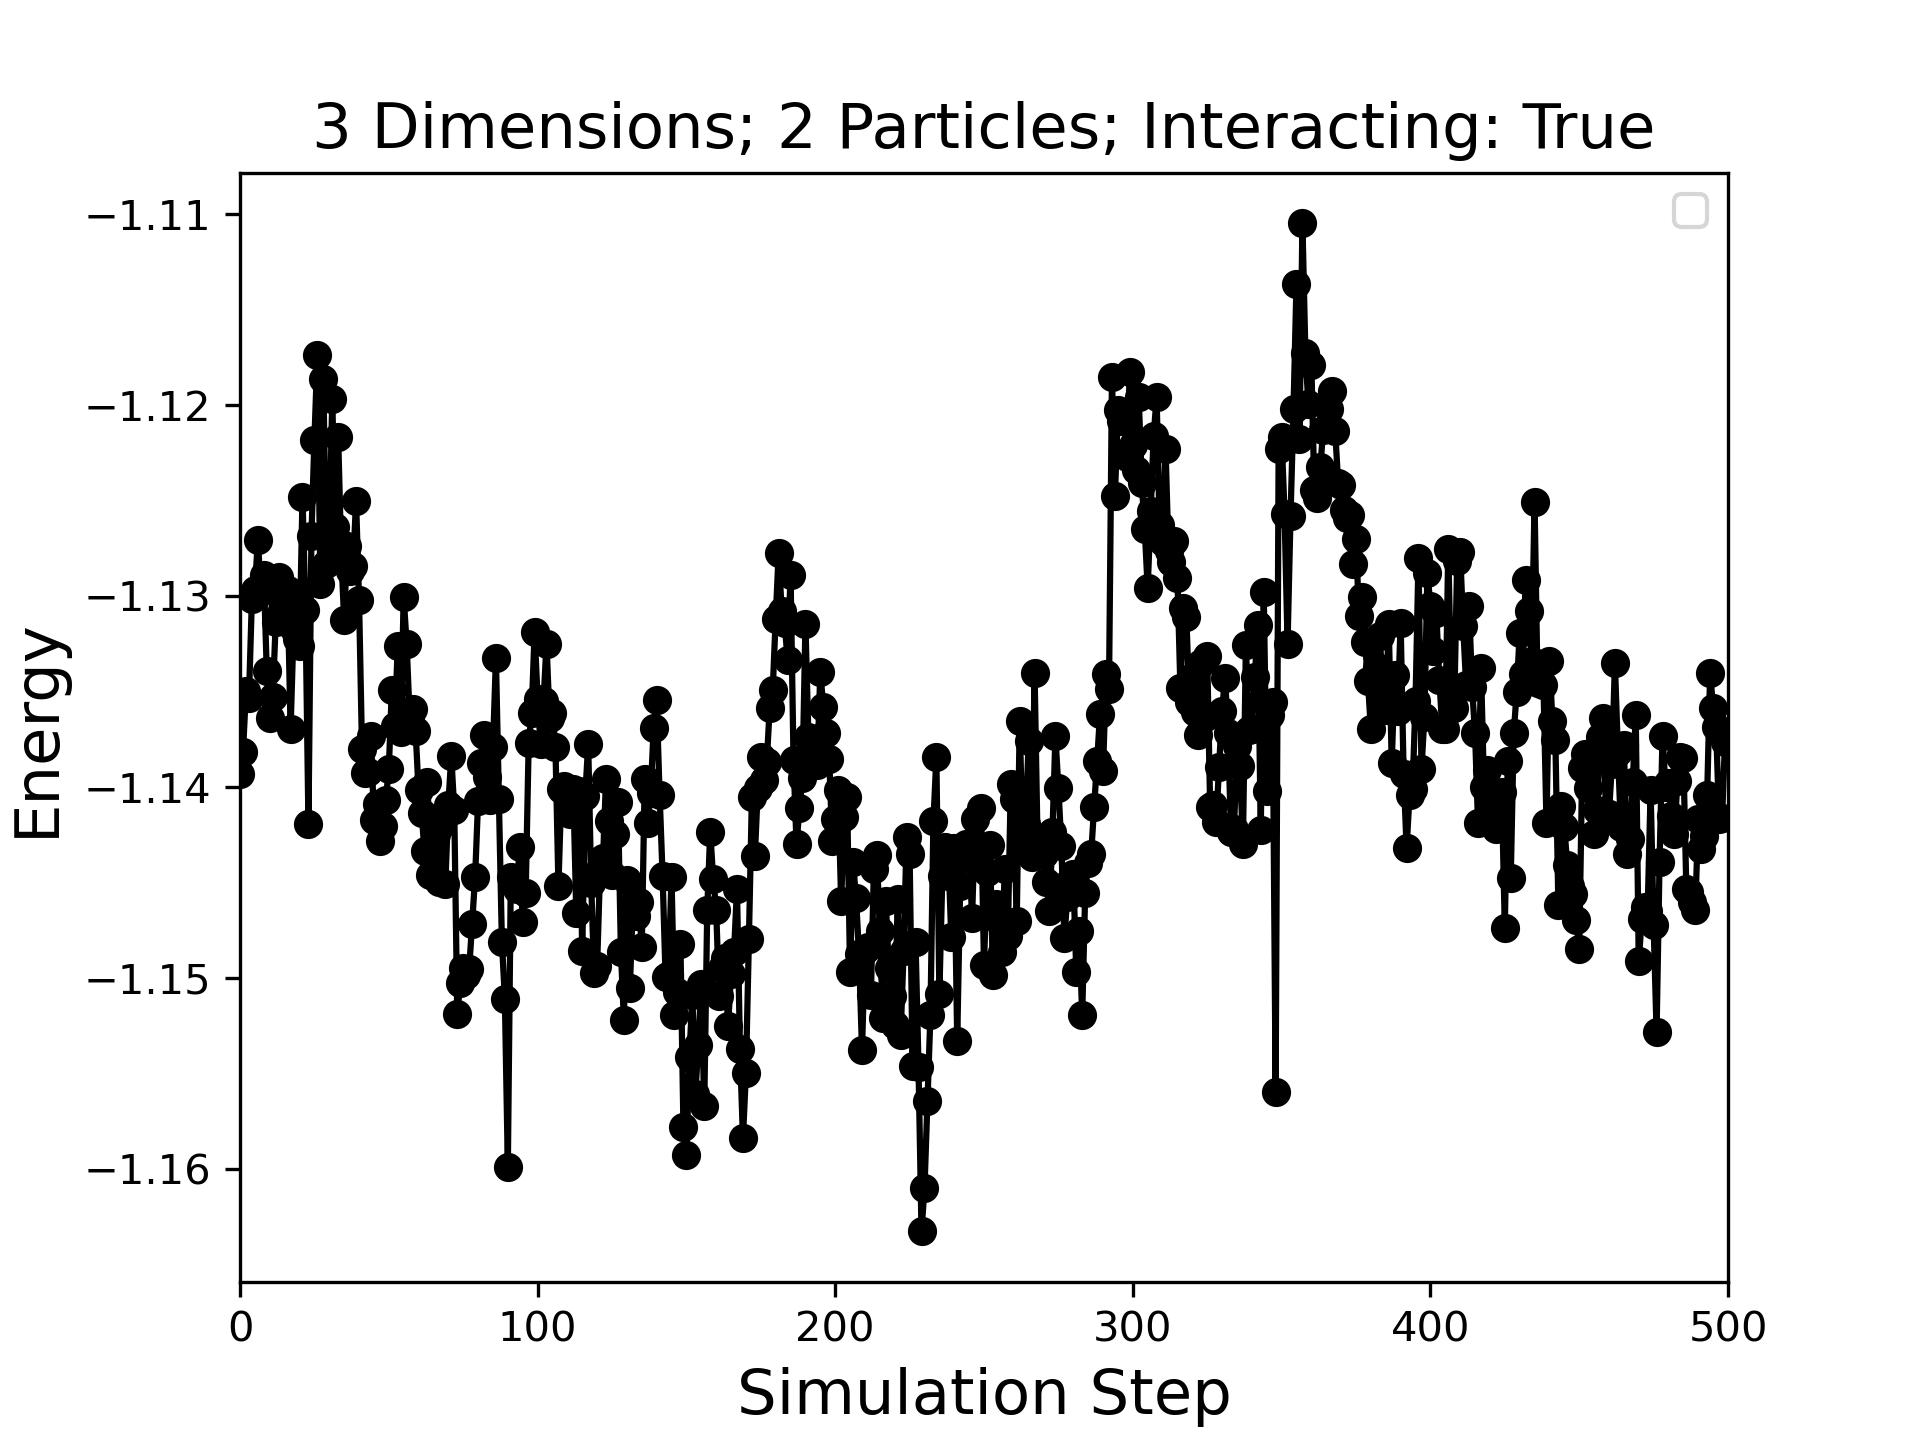 3 Dimensions; 2 Particles; Interacting: True
−1.11
−1.12
−1.13
−1.14
−1.15
−1.16
Energy
0 100 200 300 400 500
Simulation Step